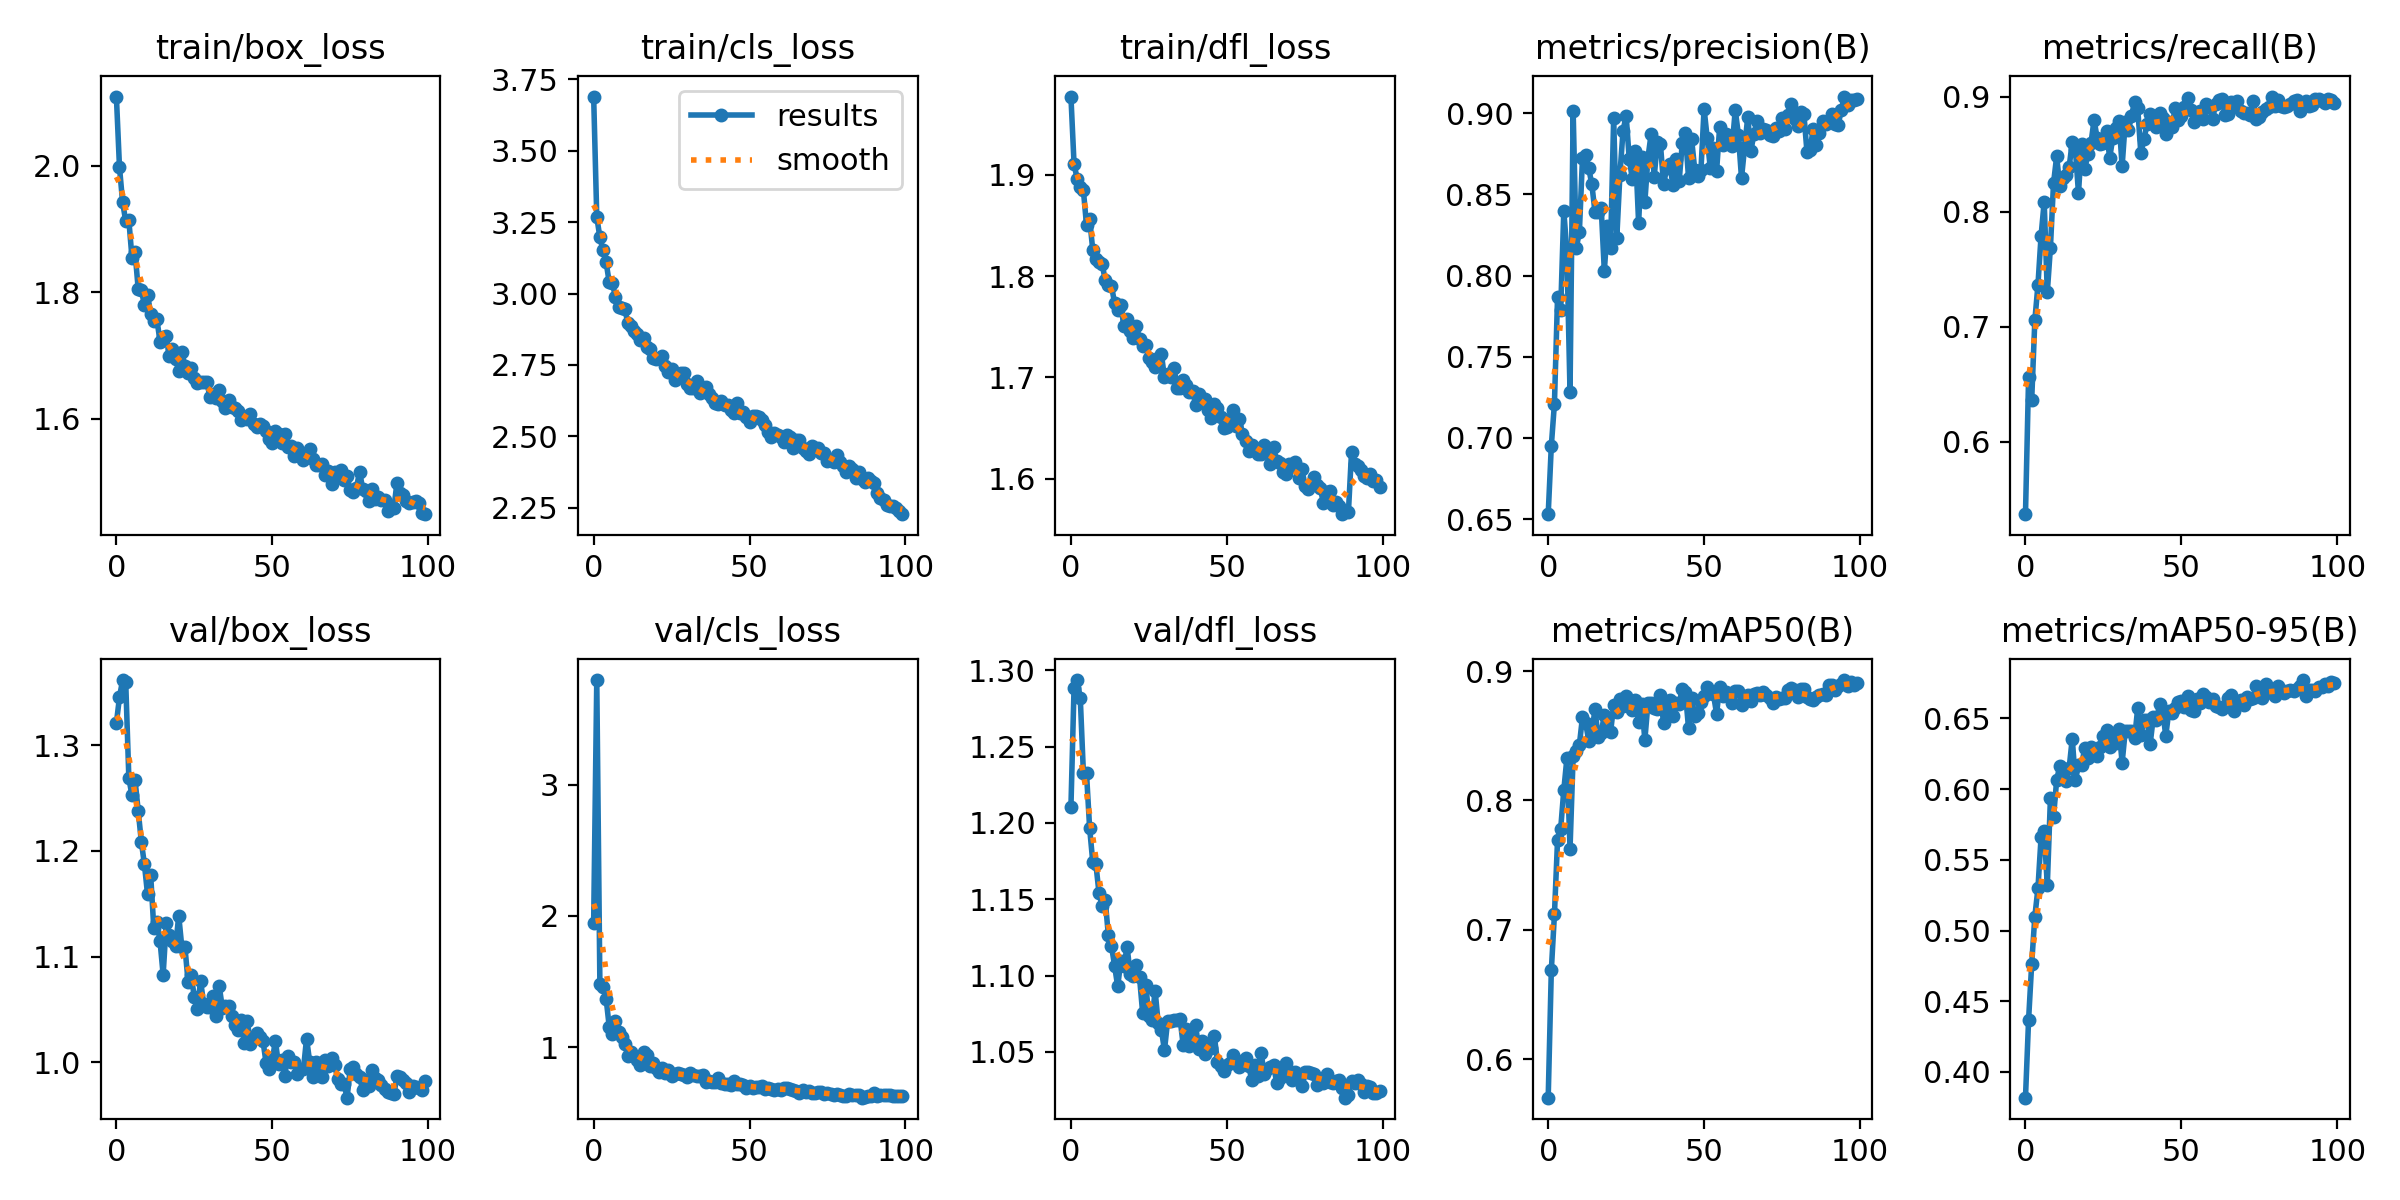 train/box_loss
2.0
1.8
1.6
0 50 100
train/cls_loss
3.75
3.50
3.25
3.00
2.75
2.50
2.25
results
smooth
0 50 100
train/dfl_loss
1.9
1.8
1.7
1.6
0 50 100
metrics/precision(B)
0.90
0.85
0.80
0.75
0.70
0.65
0 50 100
metrics/recall(B)
0.9
0.8
0.7
0.6
0 50 100
val/box_loss
1.3
1.2
1.1
1.0
0 50 100
val/cls_loss
3
2
1
0 50 100
val/dfl_loss
1.30
1.25
1.20
1.15
1.10
1.05
0 50 100
metrics/mAP50(B)
0.9
0.8
0.7
0.6
0 50 100
metrics/mAP50-95(B)
0.65
0.60
0.55
0.50
0.45
0.40
0 50 100